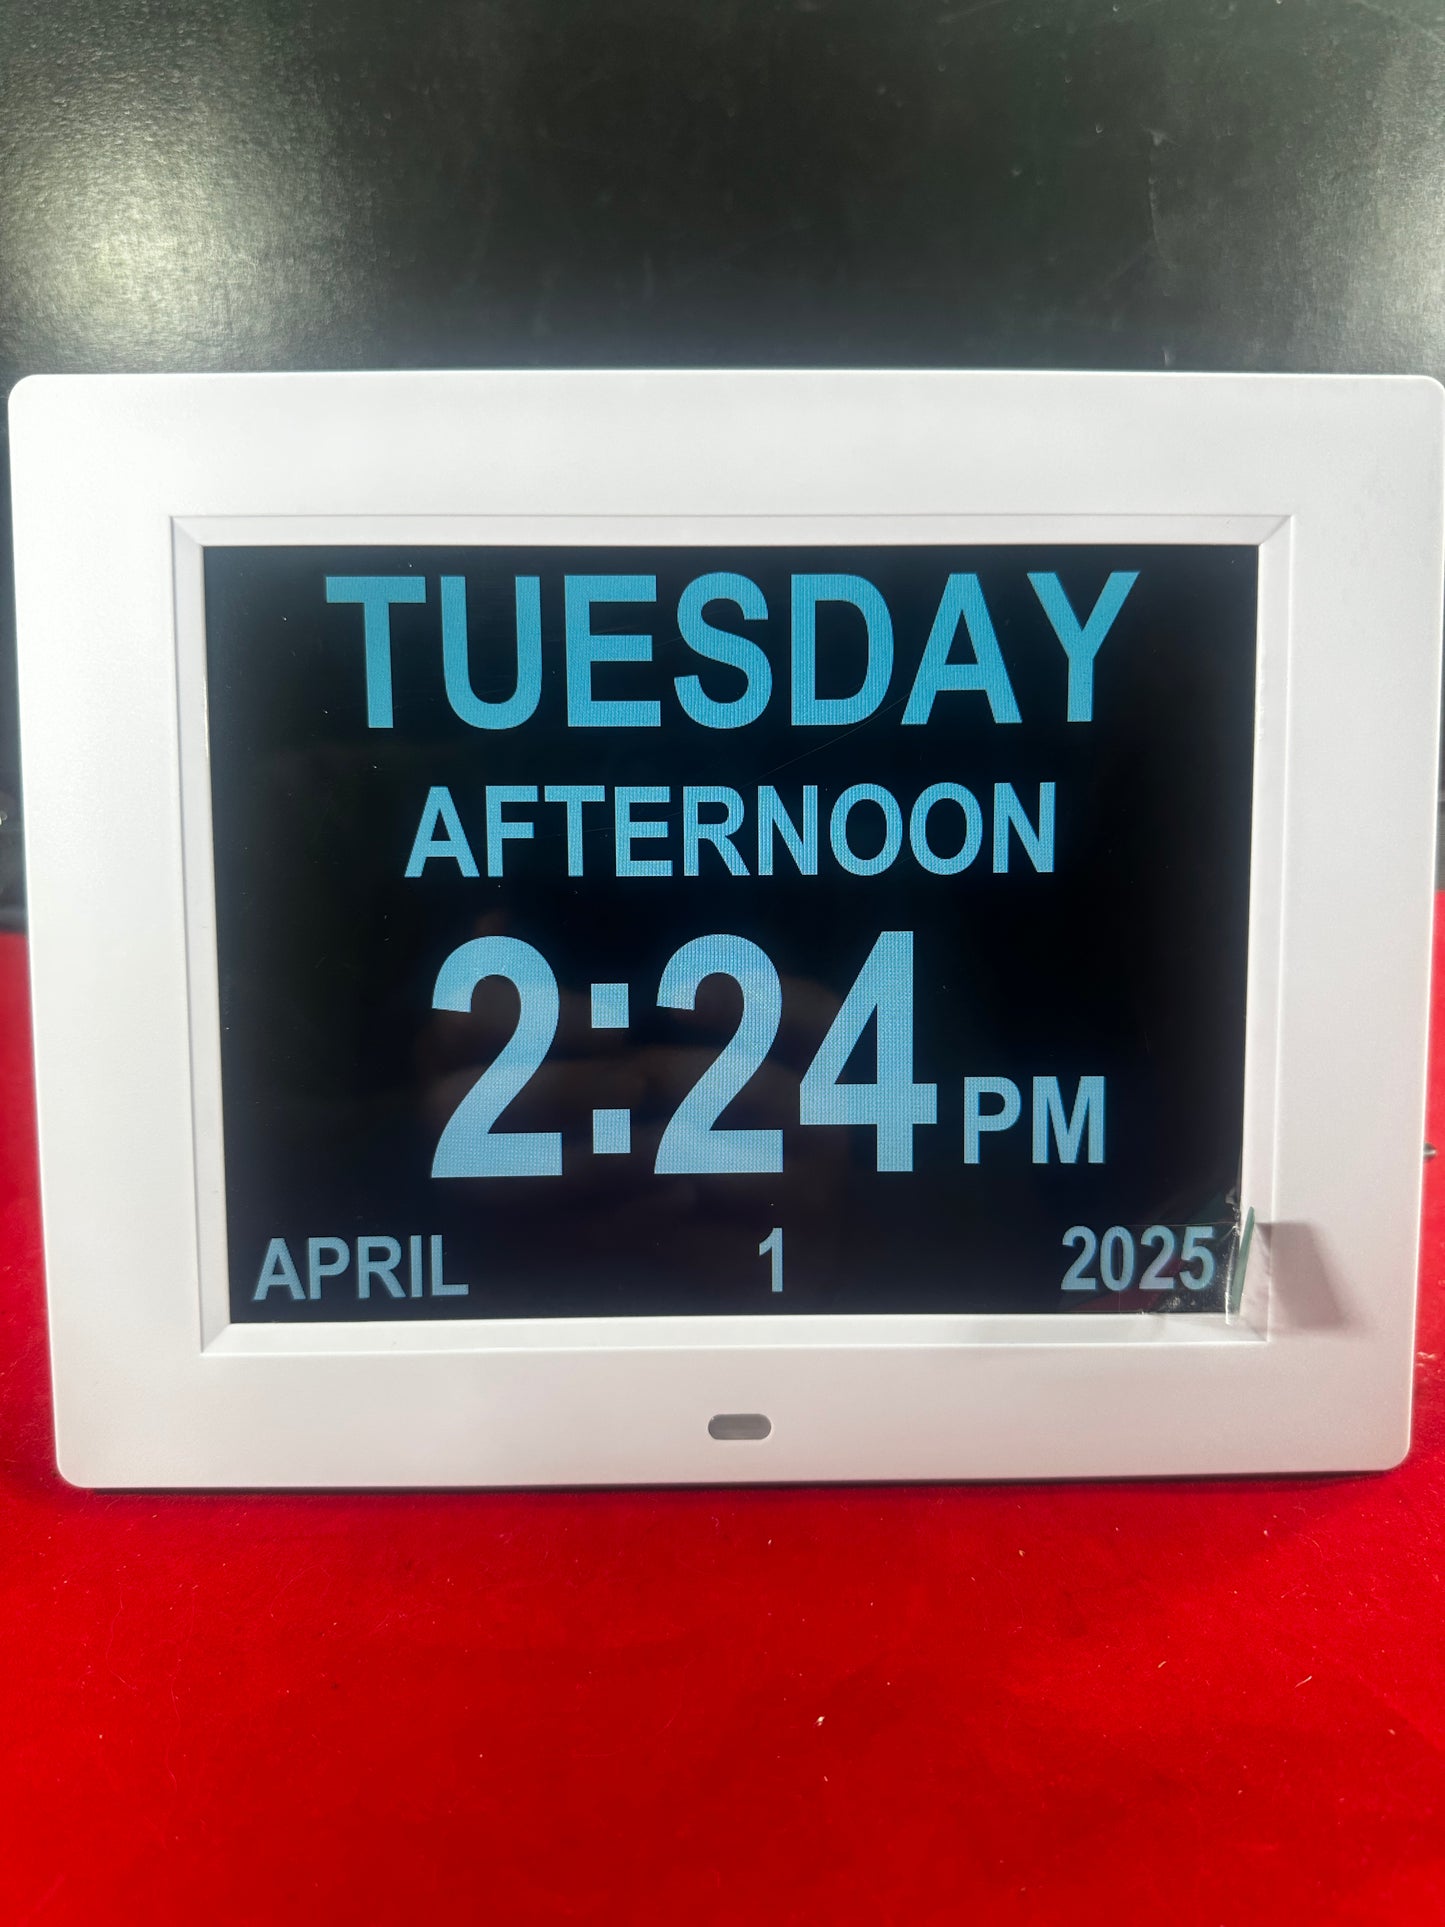 TUESDAY
AFTERNOON
2:24 PM
APRIL 1 2025